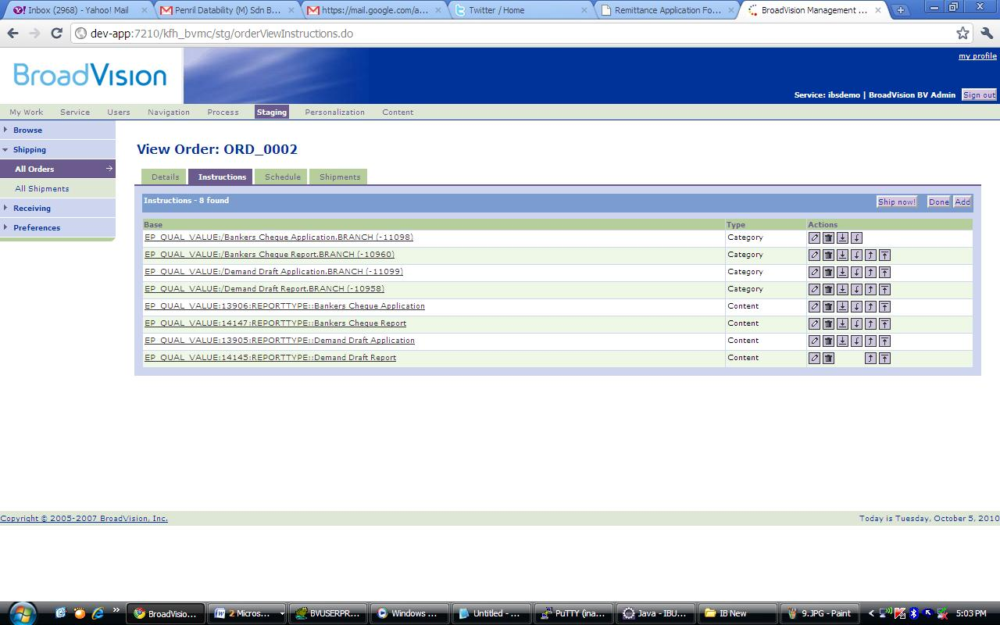 Inbox (2968) - Yahoo! Mail
Penril Datability (M) Sdn B...
https://mail.google.com/a...
Twitter / Home
Remittance Application Fo...
BroadVision Management ...
dev-app:7210/kfh_bvmc/stg/orderViewInstructions.do
my profile
BroadVision
Service: ibsdemo | BroadVision BV Admin Sign out
My Work Service Users Navigation Process Staging Personalization Content
Browse
Shipping
All Orders
All Shipments
Receiving
Preferences
View Order: ORD_0002
Details Instructions Schedule Shipments
Instructions - 8 found Ship now! Done Add
Base Type Actions
EP_QUAL_VALUE:/Bankers Cheque Application.BRANCH (-11098) Category
EP_QUAL_VALUE:/Bankers Cheque Report.BRANCH (-10960) Category
EP_QUAL_VALUE:/Demand Draft Application.BRANCH (-11099) Category
EP_QUAL_VALUE:/Demand Draft Report.BRANCH (-10958) Category
EP_QUAL_VALUE:13906:REPORTTYPE::Bankers Cheque Application Content
EP_QUAL_VALUE:14147:REPORTTYPE::Bankers Cheque Report Content
EP_QUAL_VALUE:13905:REPORTTYPE::Demand Draft Application Content
EP_QUAL_VALUE:14145:REPORTTYPE::Demand Draft Report Content
Copyright © 2005-2007 BroadVision, Inc. Today is Tuesday, October 5, 2010
BroadVisio... 2 Micros... BVUSERPR... Windows ... Untitled - ... PuTTY (ina... Java - IBU... IB New 9.JPG - Paint 5:03 PM